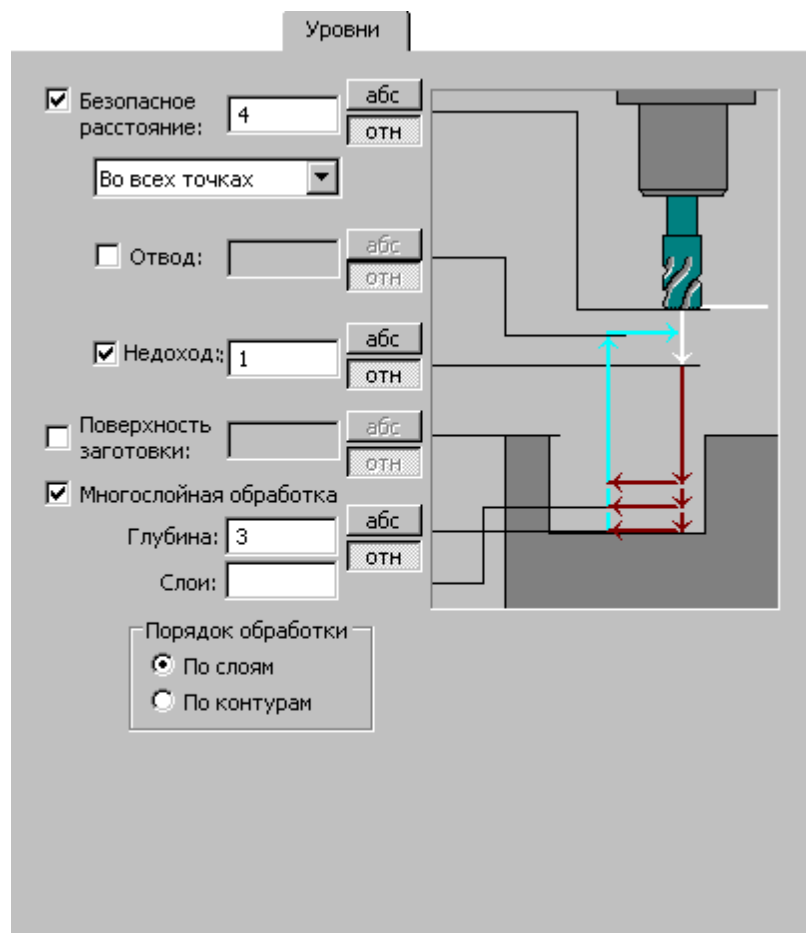 Уровни
Безопасное
расстояние:
4
абс
отн
Во всех точках
Отвод:
абс
отн
Недоход:
1
абс
отн
Поверхность
заготовки:
абс
отн
Многослойная обработка
Глубина:
3
абс
отн
Слои:
Порядок обработки
По слоям
По контурам